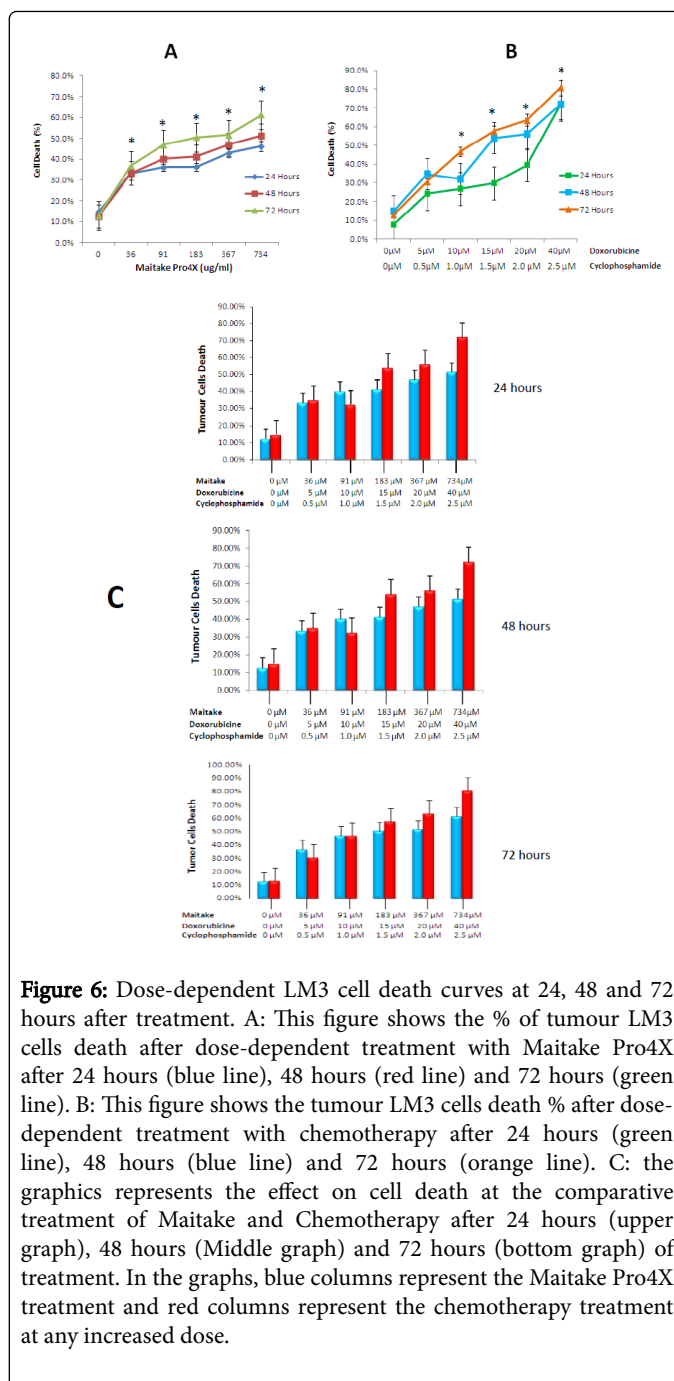 A
80.0%
70.0%
60.0%
50.0%
40.0%
30.0%
20.0%
10.0%
0.0%
Cell Death (%)
* * * * *
24 Hours
48 Hours
72 Hours
0 36 91 183 367 734
Maitake Pro4X (ug/ml)
B
90.0%
80.0%
70.0%
60.0%
50.0%
40.0%
30.0%
20.0%
10.0%
0.0%
Cell Death (%)
* * * *
24 Hours
48 Hours
72 Hours
0µM 5µM 10µM 15µM 20µM 40µM Doxorubicine
0µM 0.5µM 1.0µM 1.5µM 2.0 µM 2.5 µM Cyclophosphamide
C
90.00%
80.00%
70.00%
60.00%
50.00%
40.00%
30.00%
20.00%
10.00%
0.00%
Tumour Cells Death
24 hours
Maitake 0 µM 36 µM 91 µM 183 µM 367 µM 734µM
Doxorubicine 0 µM 5 µM 10 µM 15 µM 20 µM 40 µM
Cyclophosphamide 0 µM 0.5 µM 1.0 µM 1.5 µM 2.0 µM 2.5 µM
90.00%
80.00%
70.00%
60.00%
50.00%
40.00%
30.00%
20.00%
10.00%
0.00%
Tumour Cells Death
48 hours
Maitake 0 µM 36 µM 91 µM 183 µM 367 µM 734µM
Doxorubicine 0 µM 5 µM 10 µM 15 µM 20 µM 40 µM
Cyclophosphamide 0 µM 0.5 µM 1.0 µM 1.5 µM 2.0 µM 2.5 µM
100.00%
90.00%
80.00%
70.00%
60.00%
50.00%
40.00%
30.00%
20.00%
10.00%
0.00%
Tumor Cells Death
72 hours
Maitake 0 µM 36 µM 91 µM 183 µM 367 µM 734µM
Doxorubicine 0 µM 5 µM 10 µM 15 µM 20 µM 40 µM
Cyclophosphamide 0 µM 0.5 µM 1.0 µM 1.5 µM 2.0 µM 2.5 µM
Figure 6: Dose-dependent LM3 cell death curves at 24, 48 and 72
hours after treatment. A: This figure shows the % of tumour LM3
cells death after dose-dependent treatment with Maitake Pro4X
after 24 hours (blue line), 48 hours (red line) and 72 hours (green
line). B: This figure shows the tumour LM3 cells death % after dose-
dependent treatment with chemotherapy after 24 hours (green
line), 48 hours (blue line) and 72 hours (orange line). C: the
graphics represents the effect on cell death at the comparative
treatment of Maitake and Chemotherapy after 24 hours (upper
graph), 48 hours (Middle graph) and 72 hours (bottom graph) of
treatment. In the graphs, blue columns represent the Maitake Pro4X
treatment and red columns represent the chemotherapy treatment
at any increased dose.